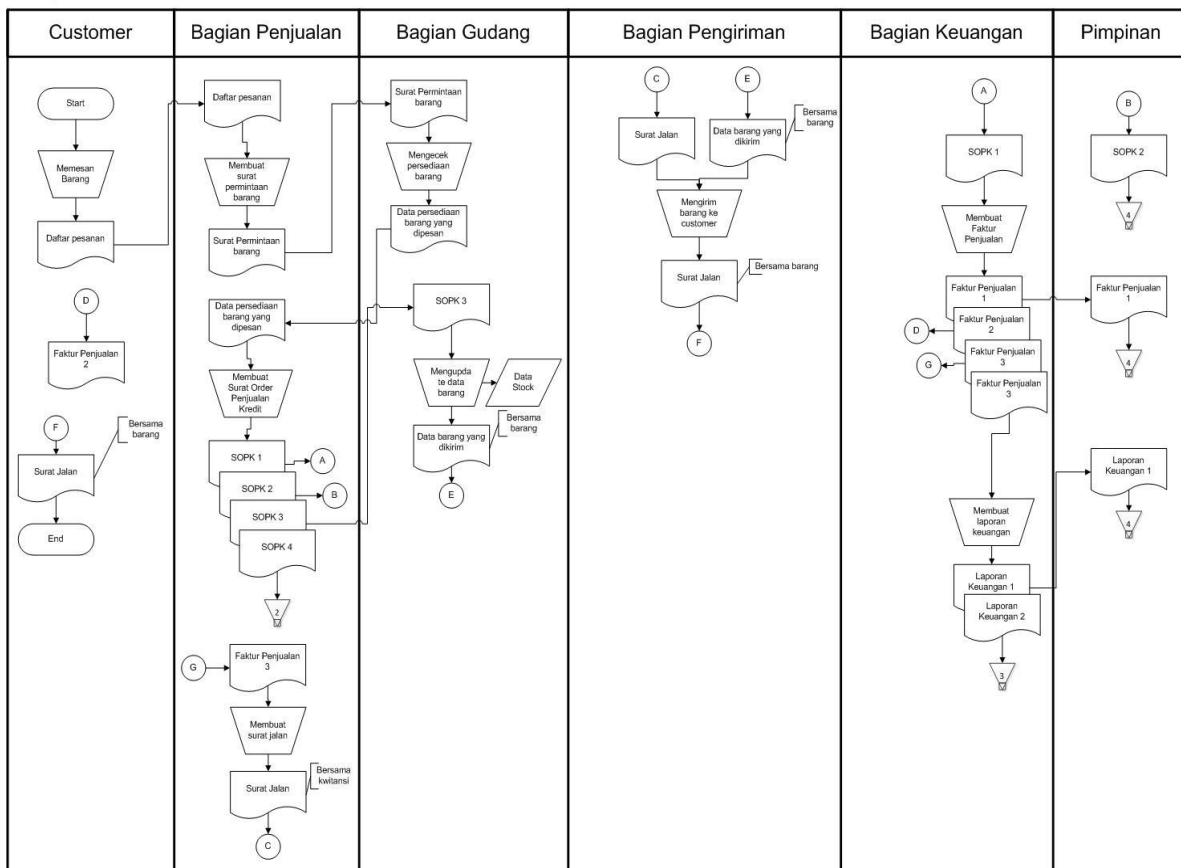 Customer
Bagian Penjualan
Bagian Gudang
Bagian Pengiriman
Bagian Keuangan
Pimpinan
Start
Memesan
Barang
Daftar pesanan
D
Faktur Penjualan
2
F
Bersama
barang
Surat Jalan
End
Daftar pesanan
Membuat
surat
permintaan
barang
Surat Permintaan
barang
Data persediaan
barang yang
dipesan
Membuat
Surat Order
Penjualan
Kredit
SOPK 1
A
SOPK 2
B
SOPK 3
SOPK 4
2
G
Faktur Penjualan
3
Membuat
surat jalan
Surat Jalan
Bersama
kwitansi
C
Surat Permintaan
barang
Mengecek
persediaan
barang
Data persediaan
barang yang
dipesan
SOPK 3
Mengupda
te data
barang
Data
Stock
Data barang yang
dikirim
Bersama
barang
E
C
E
Surat Jalan
Data barang yang
dikirim
Bersama
barang
Mengirim
barang ke
customer
Surat Jalan
Bersama barang
F
A
SOPK 1
Membuat
Faktur
Penjualan
Faktur Penjualan
1
Faktur Penjualan
2
D
Faktur Penjualan
3
G
Faktur Penjualan
3
Membuat
laporan
keuangan
Laporan
Keuangan 1
Laporan
Keuangan 2
3
B
SOPK 2
4
Faktur Penjualan
1
4
Laporan
Keuangan 1
4